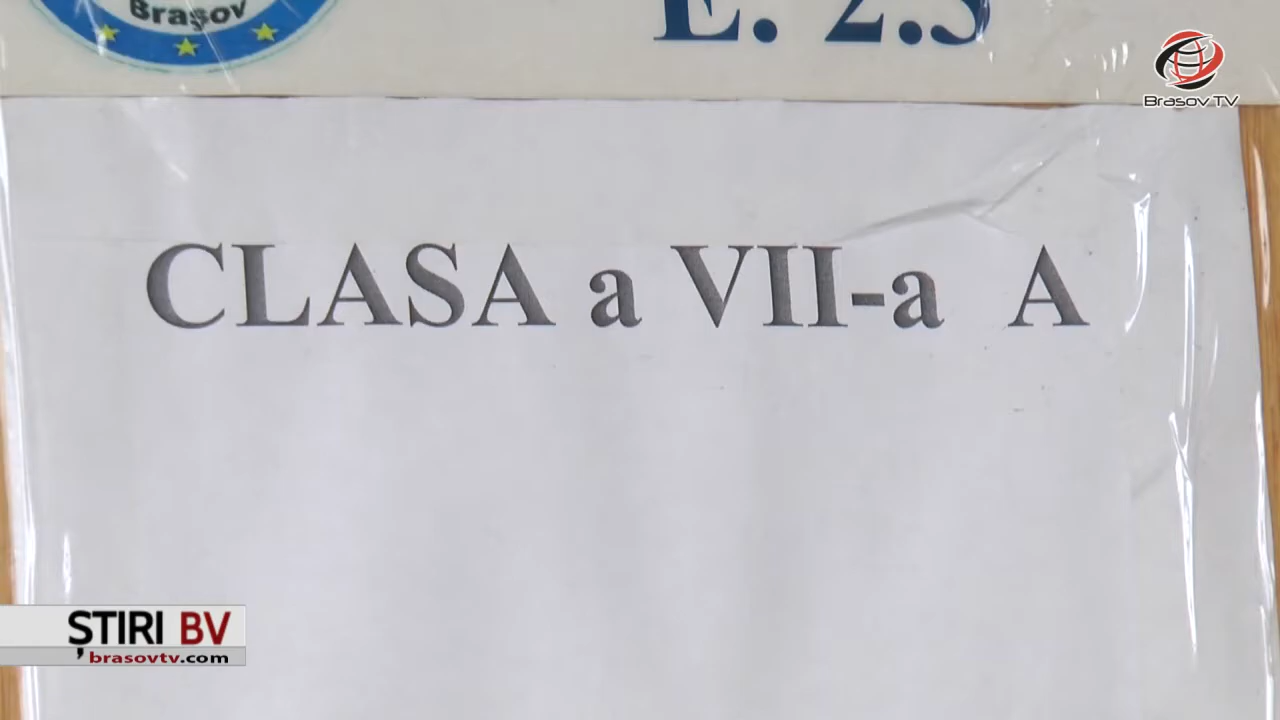 Brașov
E. 2.3
Brasov TV
CLASA a VII-a A
ȘTIRI BV
brasovtv.com